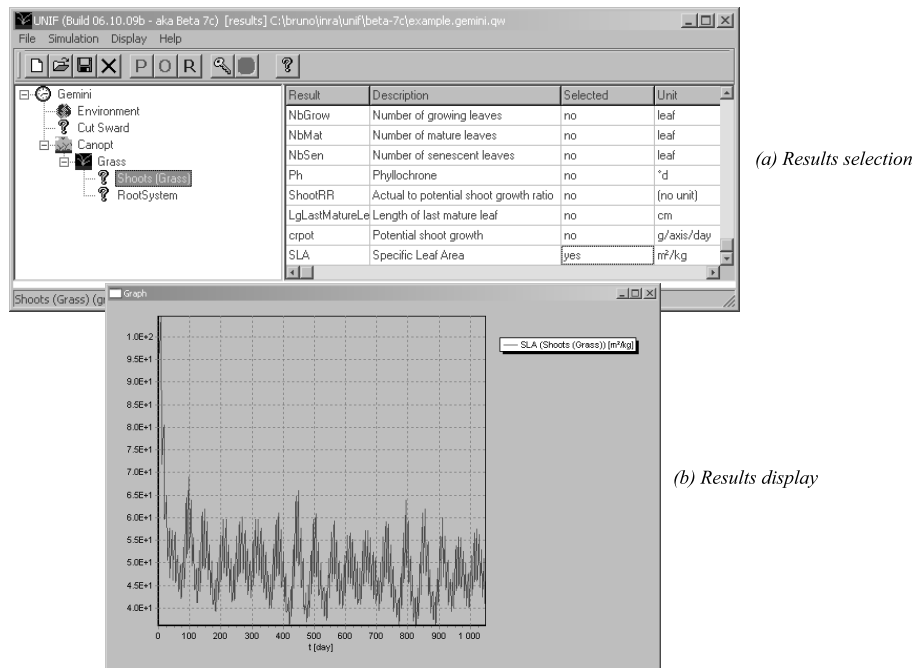 UNIF (Build 06.10.09b - aka Beta 7c) [results] C:\bruno\inra\unif\beta-7c\example.gemini.qw
File Simulation Display Help
P O R
Gemini
Environment
Cut Sward
Canopt
Grass
Shoots (Grass)
RootSystem
Result Description Selected Unit
NbGrow Number of growing leaves no leaf
NbMat Number of mature leaves no leaf
NbSen Number of senescent leaves no leaf
Ph Phyllochrone no °d
ShootRR Actual to potential shoot growth ratio no (no unit)
LgLastMatureLe Length of last mature leaf no cm
crpot Potential shoot growth no g/axis/day
SLA Specific Leaf Area yes m²/kg
(a) Results selection
Shoots (Grass) (g
Graph
SLA (Shoots (Grass)) [m²/kg]
1.0E+2
9.5E+1
9.0E+1
8.5E+1
8.0E+1
7.5E+1
7.0E+1
6.5E+1
6.0E+1
5.5E+1
5.0E+1
4.5E+1
4.0E+1
0 100 200 300 400 500 600 700 800 900 1 000
t [day]
(b) Results display